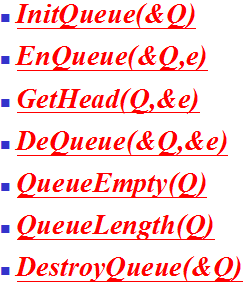 InitQueue(&Q)
EnQueue(&Q,e)
GetHead(Q,&e)
DeQueue(&Q,&e)
QueueEmpty(Q)
QueueLength(Q)
DestroyQueue(&Q)